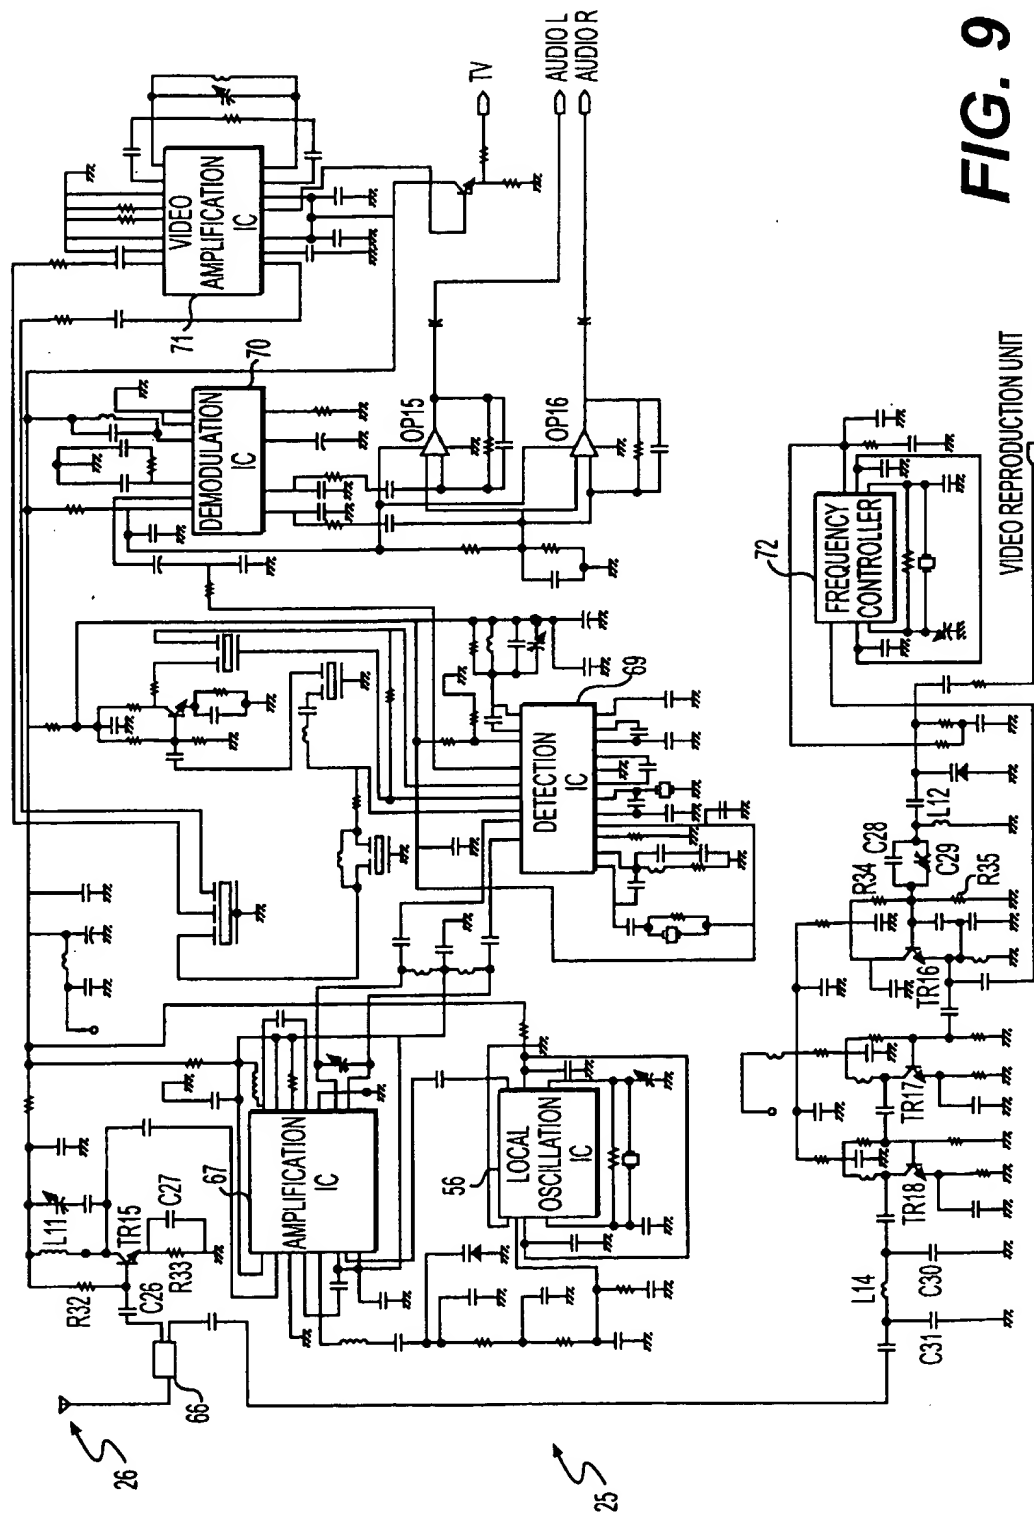 FIG. 9
26
66
R32
C26
L11
TR15
C27
R33
67
AMPLIFICATION
IC
56
LOCAL
OSCILLATION
IC
25
69
DETECTION
IC
70
DEMODULATION
IC
71
VIDEO
AMPLIFICATION
IC
OP15
OP16
TV
AUDIO L
AUDIO R
72
FREQUENCY
CONTROLLER
VIDEO REPRODUCTION UNIT
C31
L14
C30
TR18
TR17
TR16
R34
C28
C29
R35
L12